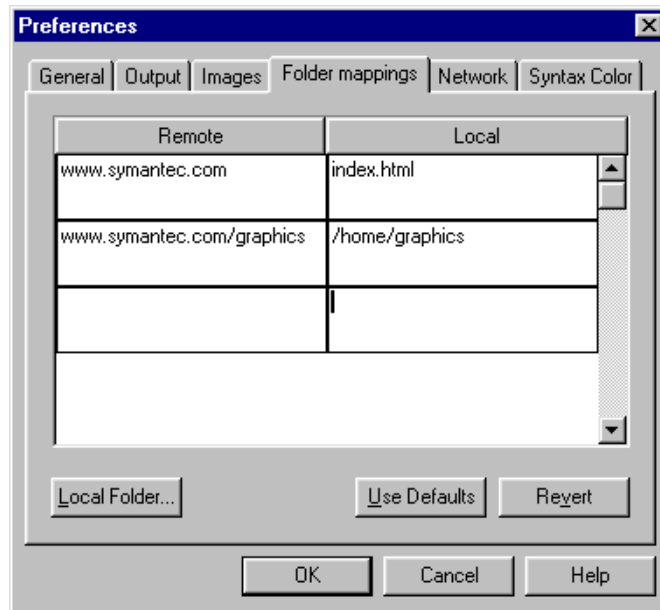 Preferences
General Output Images Folder mappings Network Syntax Color
Remote Local
www.symantec.com index.html
www.symantec.com/graphics /home/graphics
Local Folder... Use Defaults Revert
OK Cancel Help